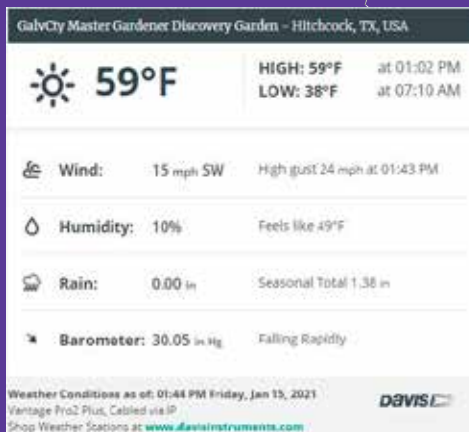 GalvCty Master Gardener Discovery Garden - Hitchcock, TX, USA
59°F
HIGH: 59°F at 01:02 PM
LOW: 38°F at 07:10 AM
Wind: 15 mph SW High gust 24 mph at 01:43 PM
Humidity: 10% Feels like 49°F
Rain: 0.00 in Seasonal Total 1.38 in
Barometer: 30.05 in Hg Falling Rapidly
Weather Conditions as of: 01:44 PM Friday, Jan 15, 2021
Vantage Pro2 Plus, Cabled via IP
Shop Weather Stations at www.davisinstruments.com
DAVIS